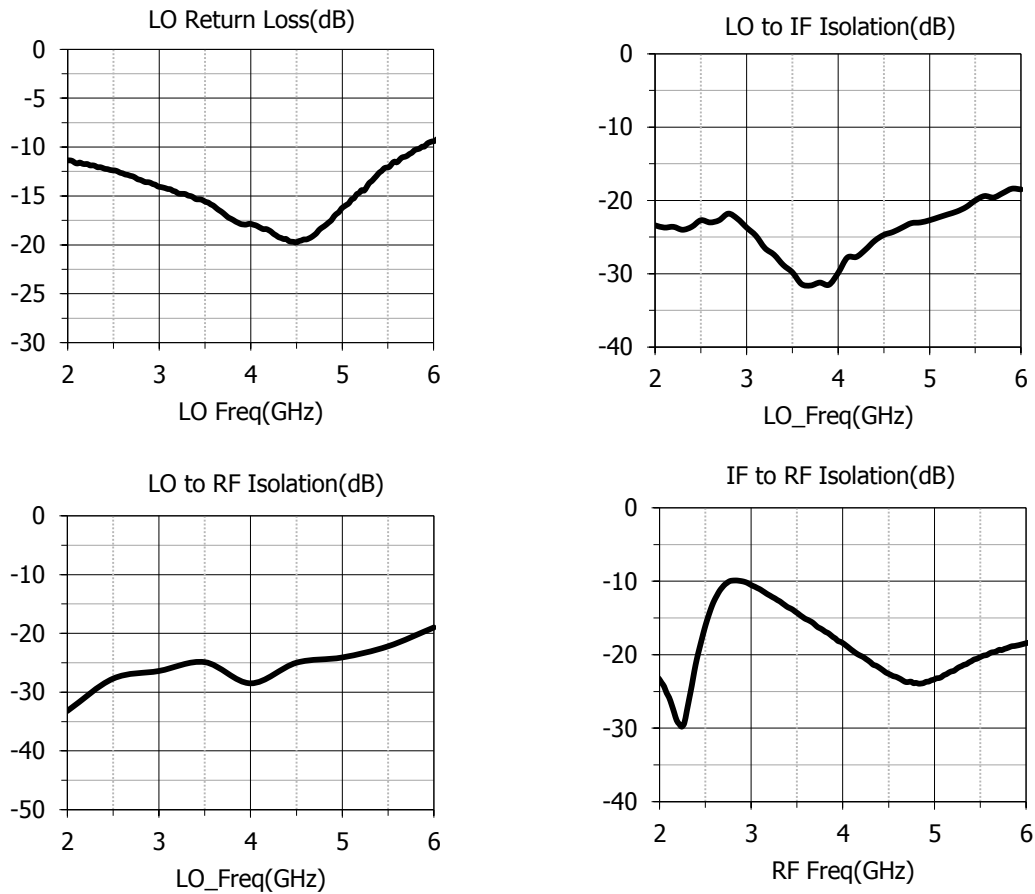 LO Return Loss(dB)
0
-5
-10
-15
-20
-25
-30
2 3 4 5 6
LO Freq(GHz)
LO to IF Isolation(dB)
0
-10
-20
-30
-40
2 3 4 5 6
LO_Freq(GHz)
LO to RF Isolation(dB)
0
-10
-20
-30
-40
-50
2 3 4 5 6
LO_Freq(GHz)
IF to RF Isolation(dB)
0
-10
-20
-30
-40
2 3 4 5 6
RF Freq(GHz)